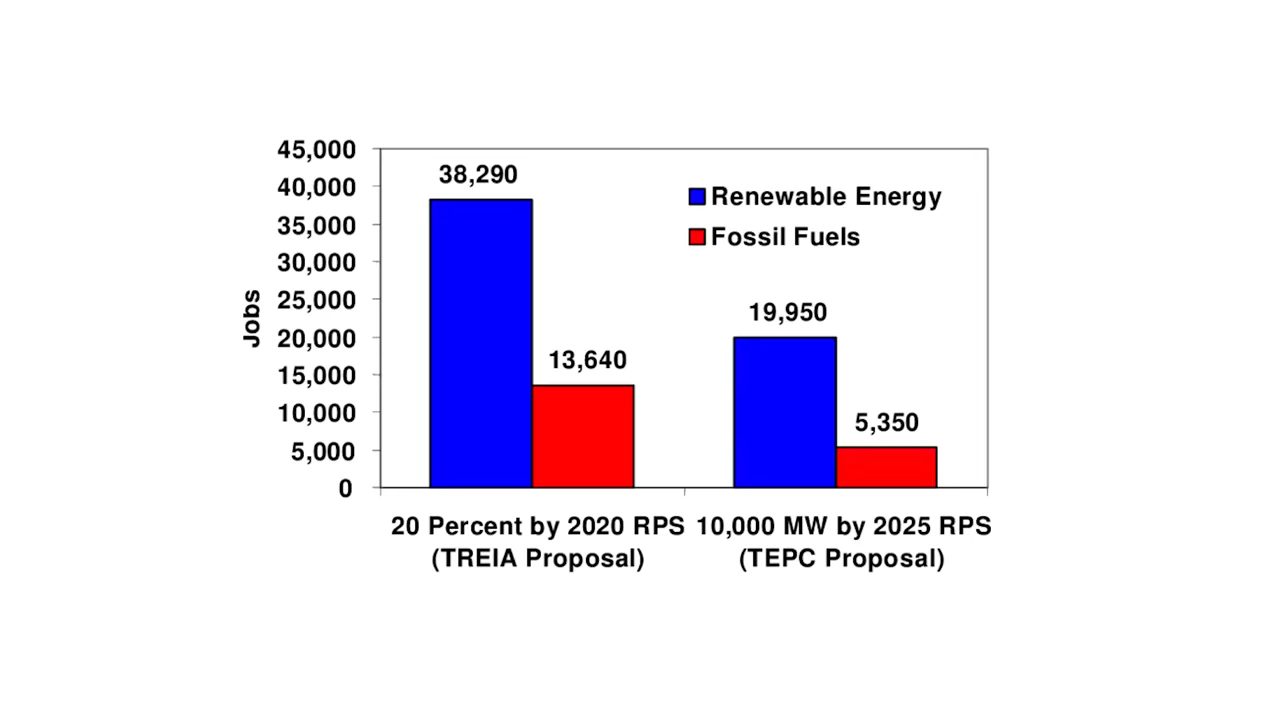 45,000
40,000
35,000
30,000
25,000
20,000
15,000
10,000
5,000
0
Jobs
38,290
13,640
19,950
5,350
Renewable Energy
Fossil Fuels
20 Percent by 2020 RPS
(TREIA Proposal)
10,000 MW by 2025 RPS
(TEPC Proposal)